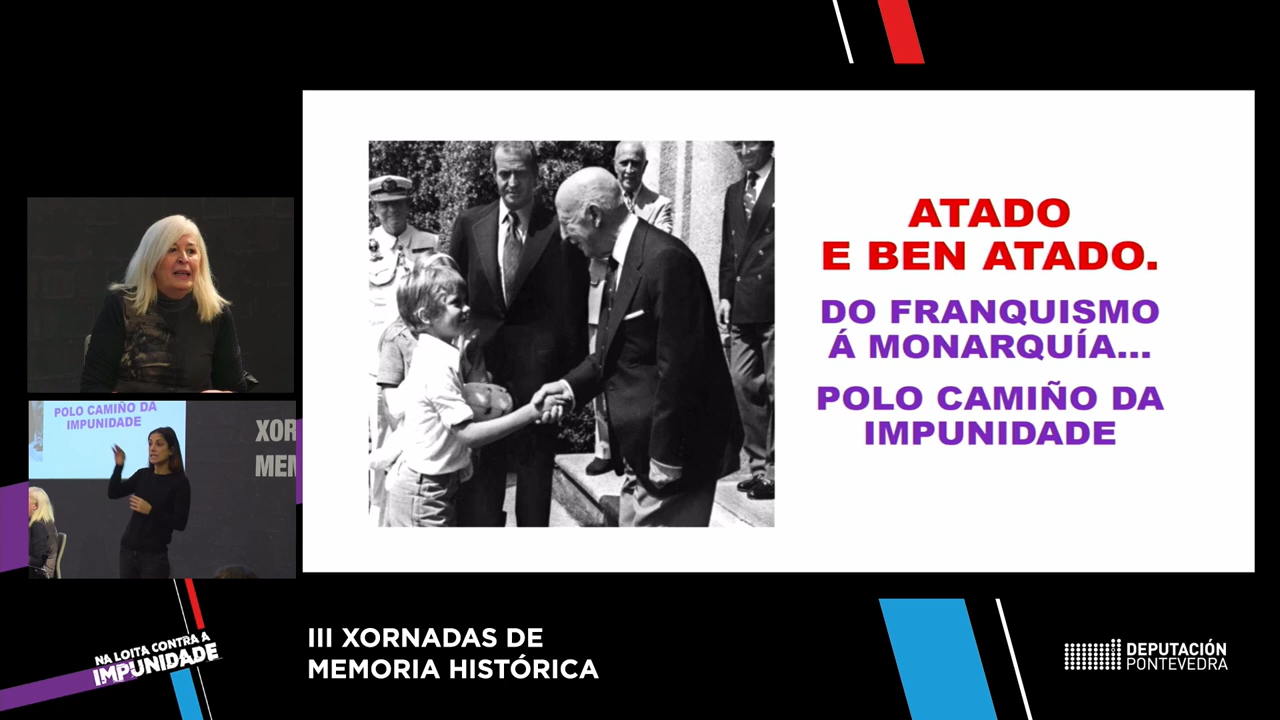 ATADO
E BEN ATADO.
DO FRANQUISMO
Á MONARQUÍA...
POLO CAMIÑO DA
IMPUNIDADE
POLO CAMIÑO DA
IMPUNIDADE
XOR
MEM
NA LOITA CONTRA A
IMPUNIDADE
III XORNADAS DE
MEMORIA HISTÓRICA
DEPUTACIÓN
PONTEVEDRA